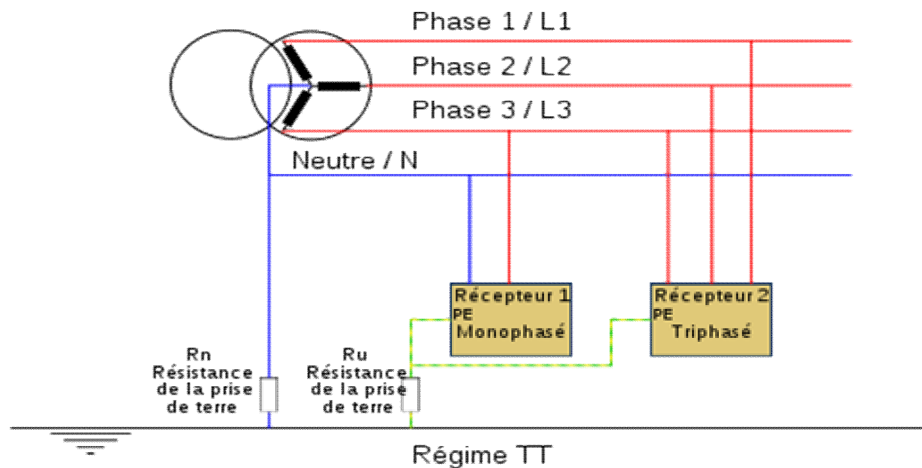 Phase 1 / L1
Phase 2 / L2
Phase 3 / L3
Neutre / N
Récepteur 1
PE
Monophasé
Récepteur 2
PE
Triphasé
Rn
Résistance
de la prise
de terre
Ru
Résistance
de la prise
de terre
Régime TT